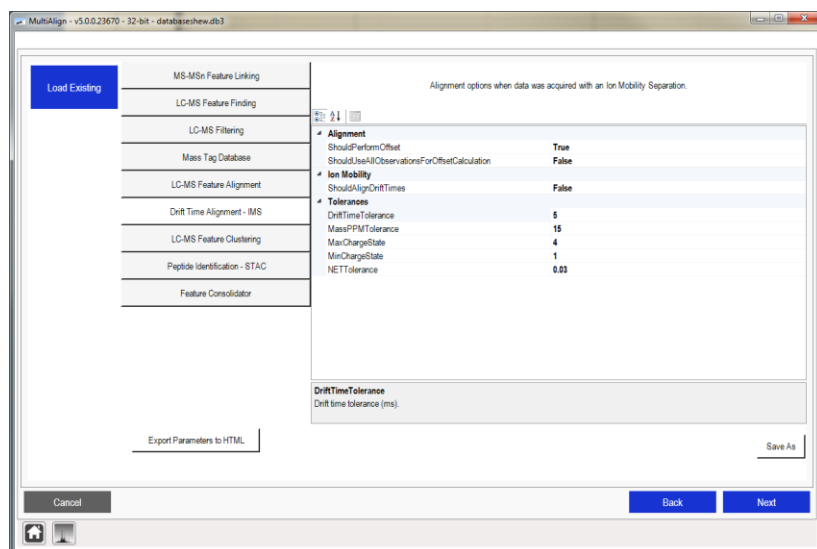 MultiAlign - v5.0.0.23670 - 32-bit - databaseshew.db3
Load Existing
MS-MSn Feature Linking
LC-MS Feature Finding
LC-MS Filtering
Mass Tag Database
LC-MS Feature Alignment
Drift Time Alignment - IMS
LC-MS Feature Clustering
Peptide Identification - STAC
Feature Consolidator
Alignment options when data was acquired with an Ion Mobility Separation.
Alignment
ShouldPerformOffset True
ShouldUseAllObservationsForOffsetCalculation False
Ion Mobility
ShouldAlignDriftTimes False
Tolerances
DriftTimeTolerance 5
MassPPMTolerance 15
MaxChargeState 4
MinChargeState 1
NETTolerance 0.03
DriftTimeTolerance
Drift time tolerance (ms).
Export Parameters to HTML
Save As
Cancel
Back
Next